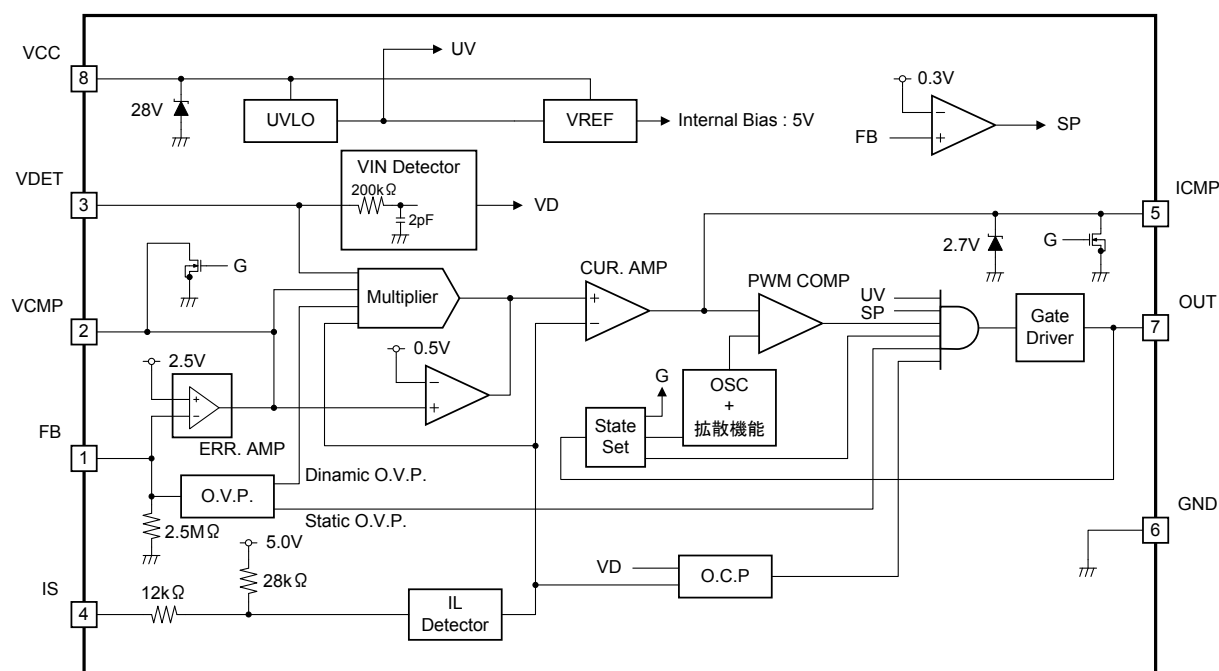 VCC
8
UV
28V
UVLO
VREF
Internal Bias : 5V
0.3V
FB
SP
VDET
3
VIN Detector
200kΩ
2pF
VD
ICMP
5
2.7V
G
G
VCMP
2
Multiplier
CUR. AMP
PWM COMP
UV
SP
Gate
Driver
OUT
7
2.5V
0.5V
ERR. AMP
FB
1
G
State
Set
OSC
+
拡散機能
O.V.P.
Dinamic O.V.P.
Static O.V.P.
2.5MΩ
GND
6
5.0V
28kΩ
IS
4
12kΩ
IL
Detector
VD
O.C.P